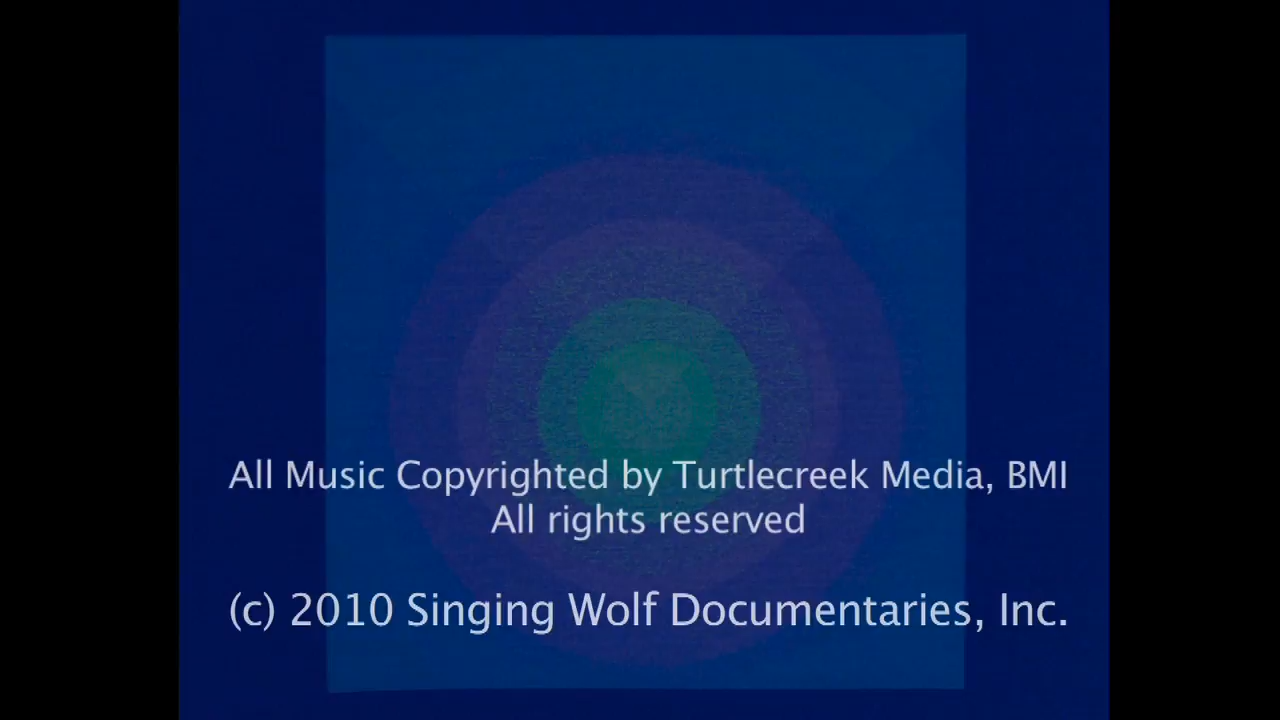 All Music Copyrighted by Turtlecreek Media, BMI
All rights reserved
(c) 2010 Singing Wolf Documentaries, Inc.